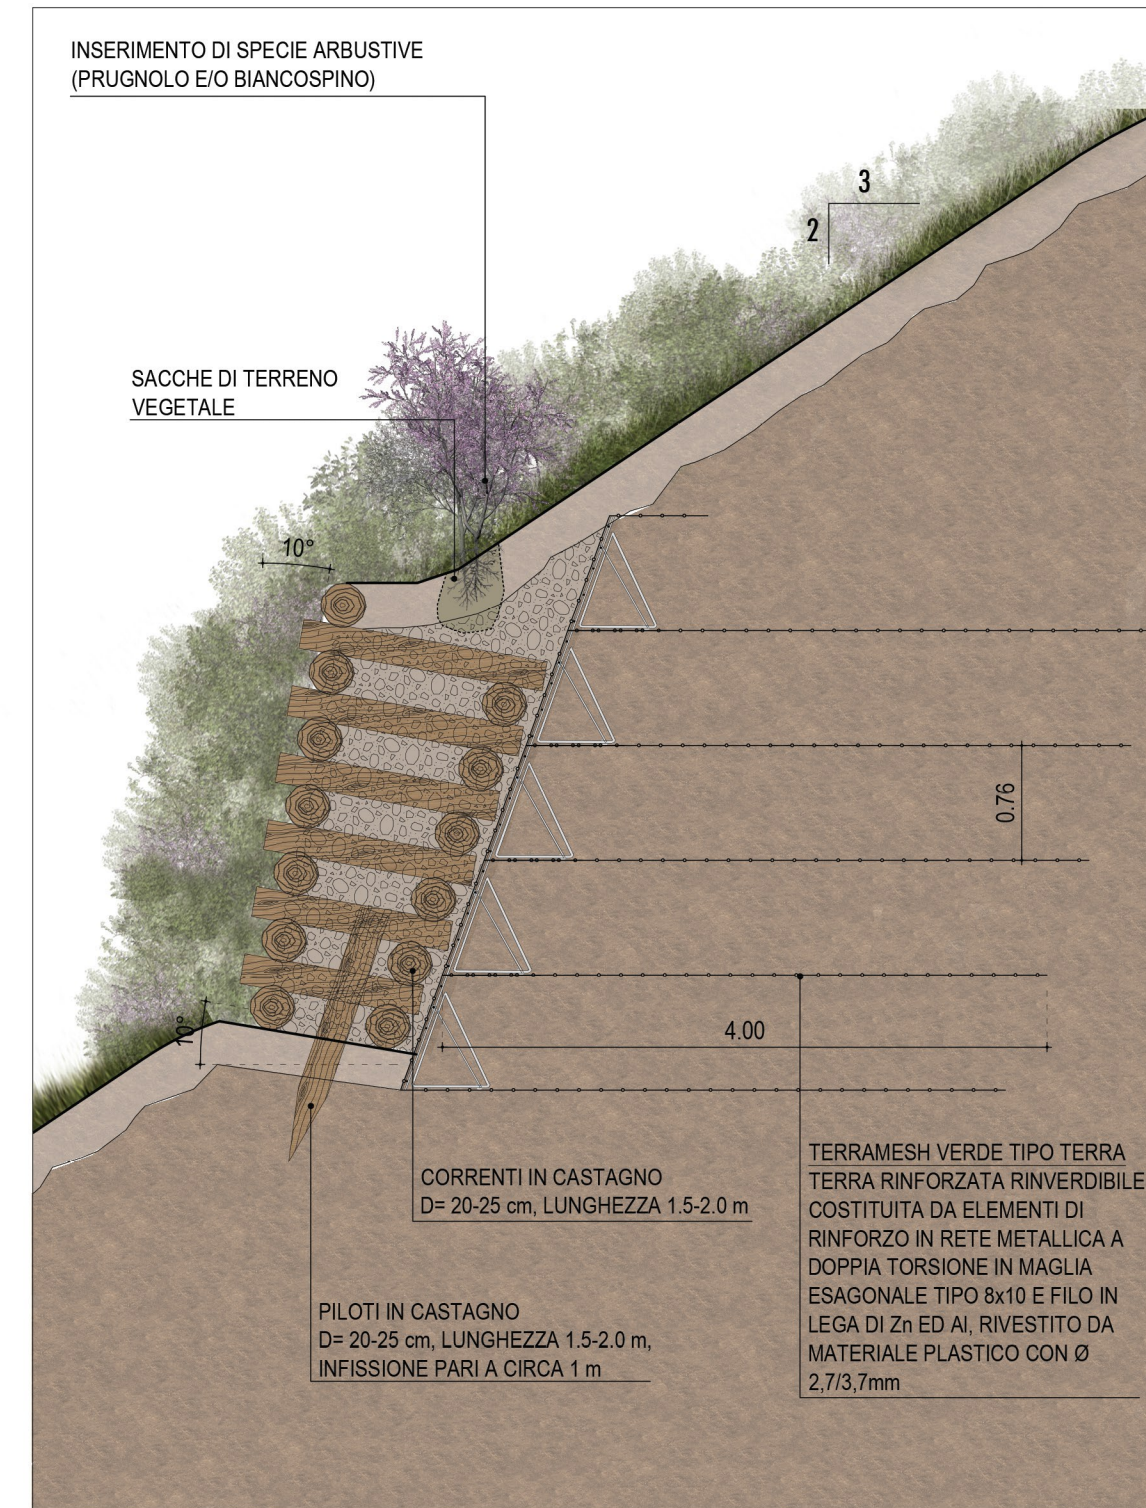 INSERIMENTO DI SPECIE ARBUSTIVE
(PRUGNOLO E/O BIANCOSPINO)
3
2
SACCHE DI TERRENO
VEGETALE
10°
0.76
10°
4.00
CORRENTI IN CASTAGNO
D= 20-25 cm, LUNGHEZZA 1.5-2.0 m
PILOTI IN CASTAGNO
D= 20-25 cm, LUNGHEZZA 1.5-2.0 m,
INFISSIONE PARI A CIRCA 1 m
TERRAMESH VERDE TIPO TERRA
TERRA RINFORZATA RINVERDIBILE
COSTITUITA DA ELEMENTI DI
RINFORZO IN RETE METALLICA A
DOPPIA TORSIONE IN MAGLIA
ESAGONALE TIPO 8x10 E FILO IN
LEGA DI Zn ED Al, RIVESTITO DA
MATERIALE PLASTICO CON Ø
2,7/3,7mm